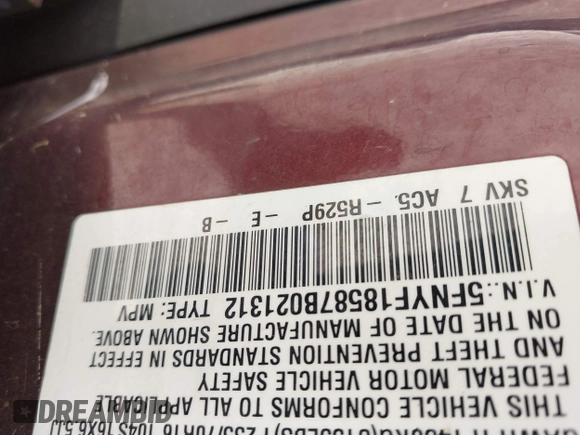 THIS VEHICLE CONFORMS TO ALL APPLICABLE
FEDERAL MOTOR VEHICLE SAFETY
AND THEFT PREVENTION STANDARDS IN EFFECT
ON THE DATE OF MANUFACTURE SHOWN ABOVE.
V.I.N.:5FNYF18587B021312 TYPE: MPV
SKV 7 AC5.-R529P -E -B
DREAMBID